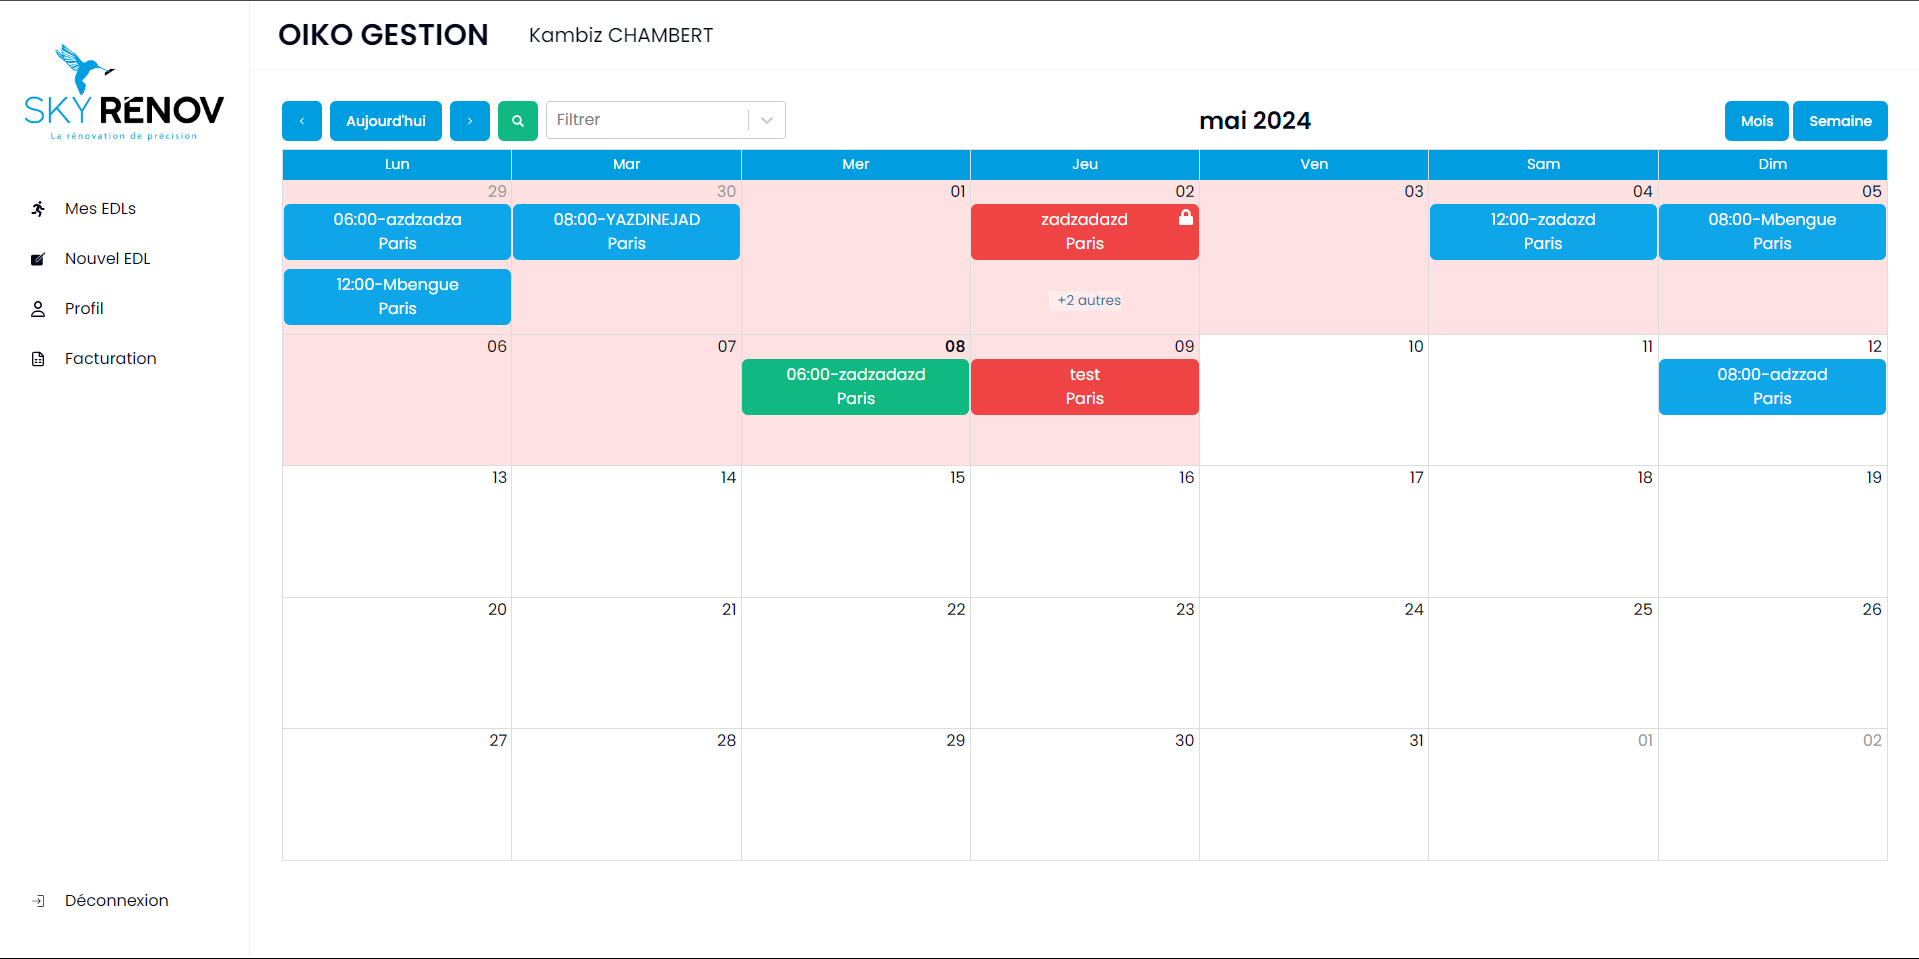 SKY RÉNOV
La rénovation de précision
Mes EDLs
Nouvel EDL
Profil
Facturation
Déconnexion
OIKO GESTION Kambiz CHAMBERT
Aujourd'hui Filtrer mai 2024 Mois Semaine
Lun Mar Mer Jeu Ven Sam Dim
29 30 01 02 03 04 05
06:00-azdzadza 08:00-YAZDINEJAD zadzadazd 12:00-zadazd 08:00-Mbengue
Paris Paris Paris Paris Paris
12:00-Mbengue
Paris
+2 autres
06 07 08 09 10 11 12
06:00-zadzadazd test 08:00-adzzad
Paris Paris Paris
13 14 15 16 17 18 19
20 21 22 23 24 25 26
27 28 29 30 31 01 02